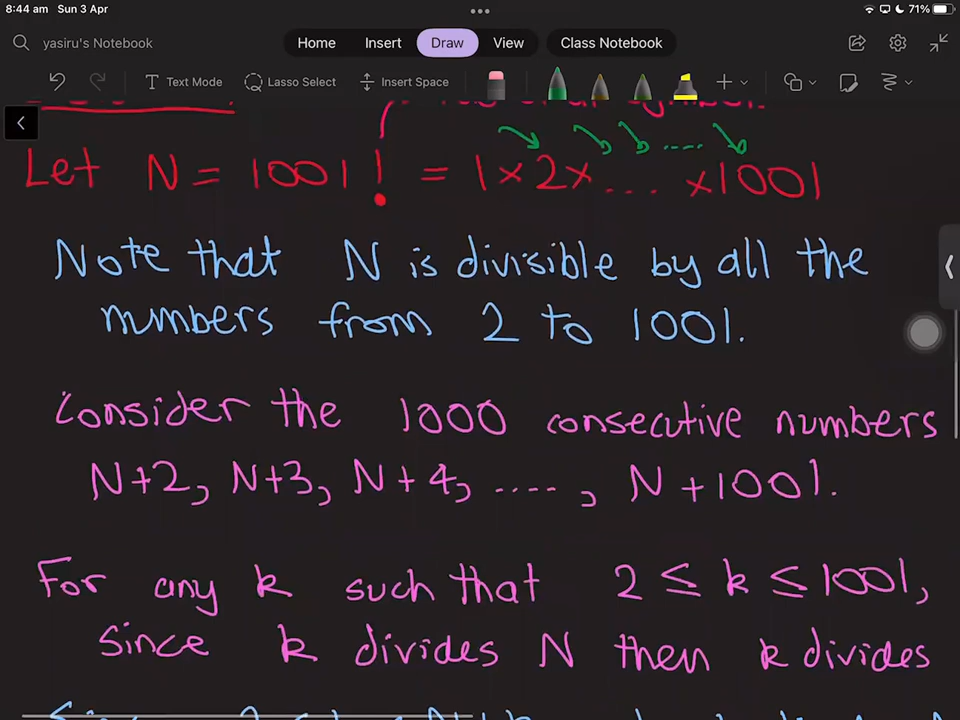 8:44 am Sun 3 Apr
71%
yasiru's Notebook
Home Insert Draw View Class Notebook
Text Mode Lasso Select Insert Space
Let N = 1001! = 1×2×.... ×1001
Note that N is divisible by all the
numbers from 2 to 1001.
Consider the 1000 consecutive numbers
N+2, N+3, N+4, ...., N+1001.
For any k such that 2 ≤ k ≤ 1001,
since k divides N then k divides